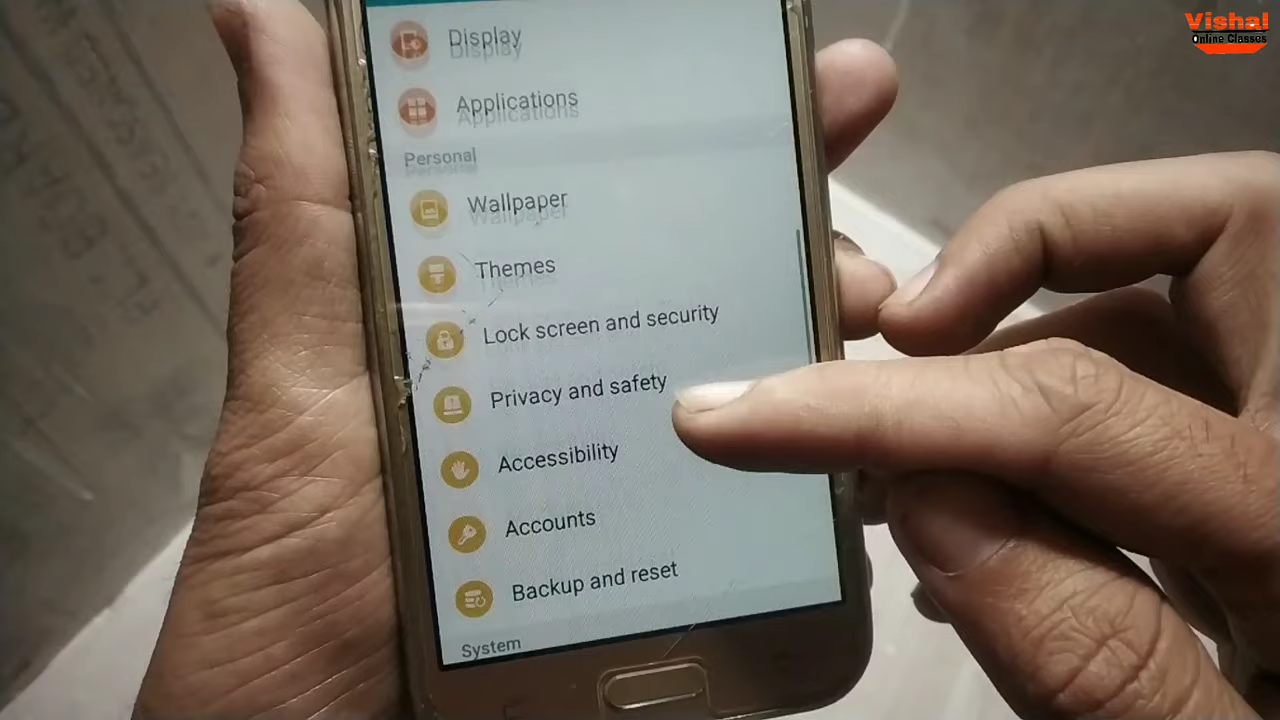 Vishal
Online Classes
Display
Applications
Personal
Wallpaper
Themes
Lock screen and security
Privacy and safety
Accessibility
Accounts
Backup and reset
System